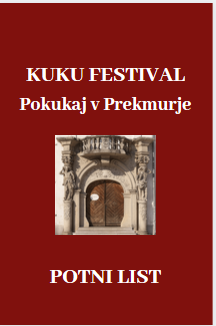 KUKU FESTIVAL
Pokukaj v Prekmurje
POTNI LIST